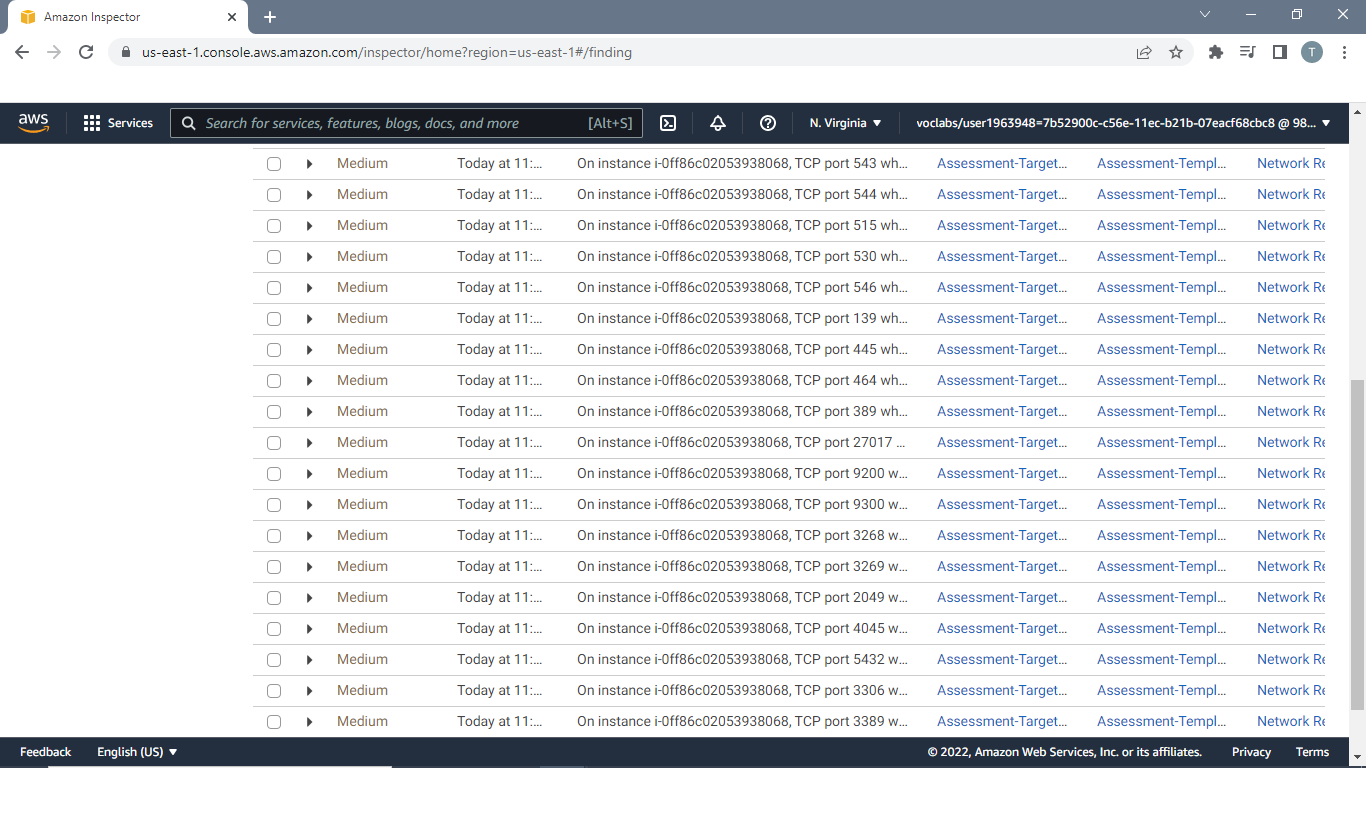 Amazon Inspector
us-east-1.console.aws.amazon.com/inspector/home?region=us-east-1#/finding
T
aws Services Search for services, features, blogs, docs, and more [Alt+S] N. Virginia voclabs/user1963948=7b52900c-c56e-11ec-b21b-07eacf68cbc8 @ 98...
Medium Today at 11:... On instance i-0ff86c02053938068, TCP port 543 wh... Assessment-Target... Assessment-Templ... Network Re
Medium Today at 11:... On instance i-0ff86c02053938068, TCP port 544 wh... Assessment-Target... Assessment-Templ... Network Re
Medium Today at 11:... On instance i-0ff86c02053938068, TCP port 515 wh... Assessment-Target... Assessment-Templ... Network Re
Medium Today at 11:... On instance i-0ff86c02053938068, TCP port 530 wh... Assessment-Target... Assessment-Templ... Network Re
Medium Today at 11:... On instance i-0ff86c02053938068, TCP port 546 wh... Assessment-Target... Assessment-Templ... Network Re
Medium Today at 11:... On instance i-0ff86c02053938068, TCP port 139 wh... Assessment-Target... Assessment-Templ... Network Re
Medium Today at 11:... On instance i-0ff86c02053938068, TCP port 445 wh... Assessment-Target... Assessment-Templ... Network Re
Medium Today at 11:... On instance i-0ff86c02053938068, TCP port 464 wh... Assessment-Target... Assessment-Templ... Network Re
Medium Today at 11:... On instance i-0ff86c02053938068, TCP port 389 wh... Assessment-Target... Assessment-Templ... Network Re
Medium Today at 11:... On instance i-0ff86c02053938068, TCP port 27017 ... Assessment-Target... Assessment-Templ... Network Re
Medium Today at 11:... On instance i-0ff86c02053938068, TCP port 9200 w... Assessment-Target... Assessment-Templ... Network Re
Medium Today at 11:... On instance i-0ff86c02053938068, TCP port 9300 w... Assessment-Target... Assessment-Templ... Network Re
Medium Today at 11:... On instance i-0ff86c02053938068, TCP port 3268 w... Assessment-Target... Assessment-Templ... Network Re
Medium Today at 11:... On instance i-0ff86c02053938068, TCP port 3269 w... Assessment-Target... Assessment-Templ... Network Re
Medium Today at 11:... On instance i-0ff86c02053938068, TCP port 2049 w... Assessment-Target... Assessment-Templ... Network Re
Medium Today at 11:... On instance i-0ff86c02053938068, TCP port 4045 w... Assessment-Target... Assessment-Templ... Network Re
Medium Today at 11:... On instance i-0ff86c02053938068, TCP port 5432 w... Assessment-Target... Assessment-Templ... Network Re
Medium Today at 11:... On instance i-0ff86c02053938068, TCP port 3306 w... Assessment-Target... Assessment-Templ... Network Re
Medium Today at 11:... On instance i-0ff86c02053938068, TCP port 3389 w... Assessment-Target... Assessment-Templ... Network Re
Feedback English (US) © 2022, Amazon Web Services, Inc. or its affiliates. Privacy Terms